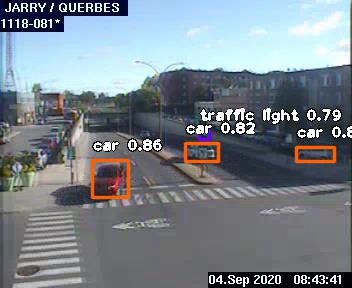 JARRY / QUERBES
1118-081*
traffic light 0.79
car 0.82
car 0.8
car 0.86
04.Sep 2020 08:43:41